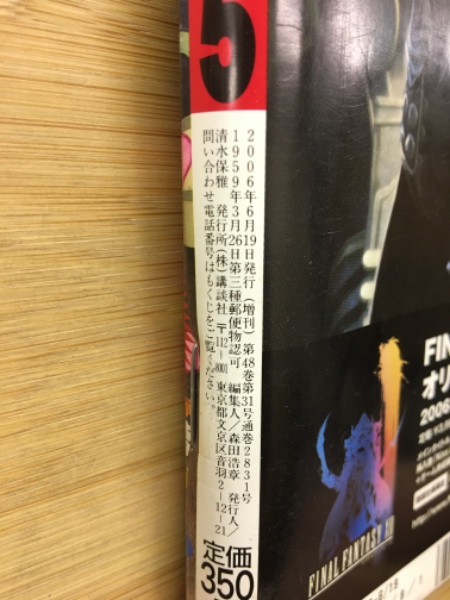 5
2006年6月19日発行(増刊)第48巻第31号通巻2831号
1959年3月26日第三種郵便物認可 編集人/森田浩章 発行人/
清水保雅 発行所(株)講談社 〒112-8001 東京都文京区音羽2-12-21
問い合わせ電話番号はもくじをご覧ください。
定価
350
FIN
オリ
2006
FINAL FANTASY XII
http://www.